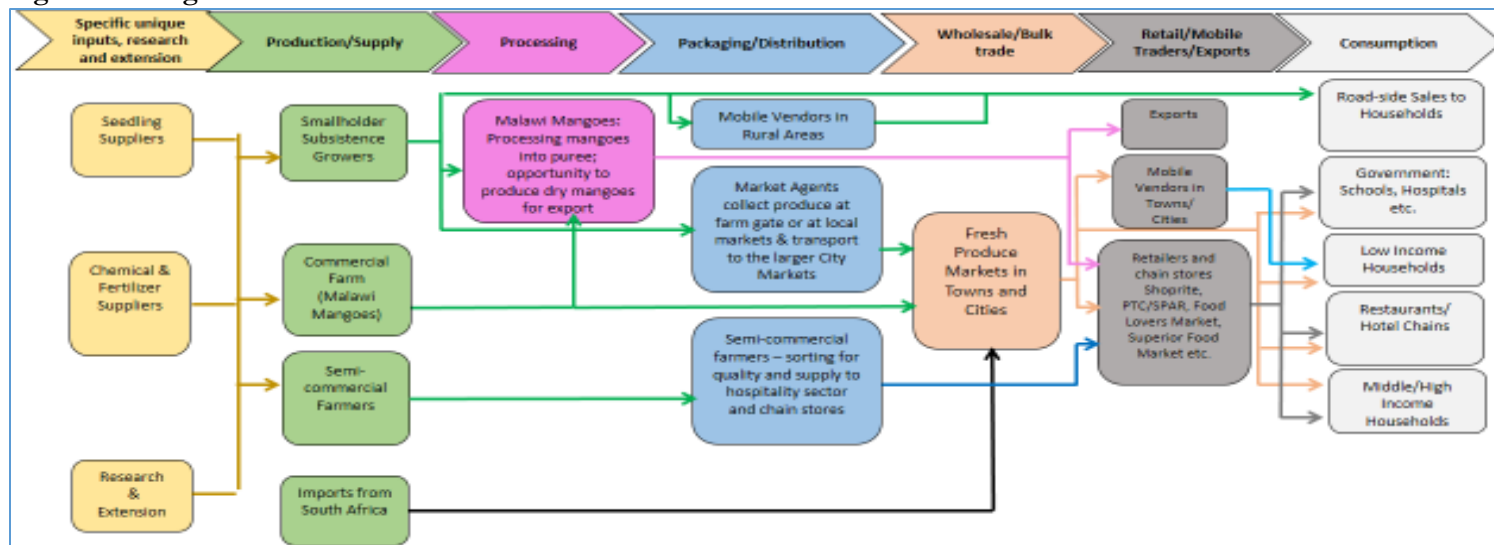 Specific unique
inputs, research
and extension
Production/Supply
Processing
Packaging/Distribution
Wholesale/Bulk
trade
Retail/Mobile
Traders/Exports
Consumption
Seedling
Suppliers
Chemical &
Fertilizer
Suppliers
Research
&
Extension
Smallholder
Subsistence
Growers
Commercial
Farm
(Malawi
Mangoes)
Semi-
commercial
Farmers
Imports from
South Africa
Malawi Mangoes:
Processing mangoes
into puree;
opportunity to
produce dry mangoes
for export
Mobile Vendors in
Rural Areas
Market Agents
collect produce at
farm gate or at local
markets & transport
to the larger City
Markets
Semi-commercial
farmers – sorting for
quality and supply to
hospitality sector
and chain stores
Fresh
Produce
Markets in
Towns and
Cities
Exports
Mobile
Vendors in
Towns/
Cities
Retailers and
chain stores
Shoprite,
PTC/SPAR, Food
Lovers Market,
Superior Food
Market etc.
Road-side Sales to
Households
Government:
Schools, Hospitals
etc.
Low Income
Households
Restaurants/
Hotel Chains
Middle/High
Income
Households